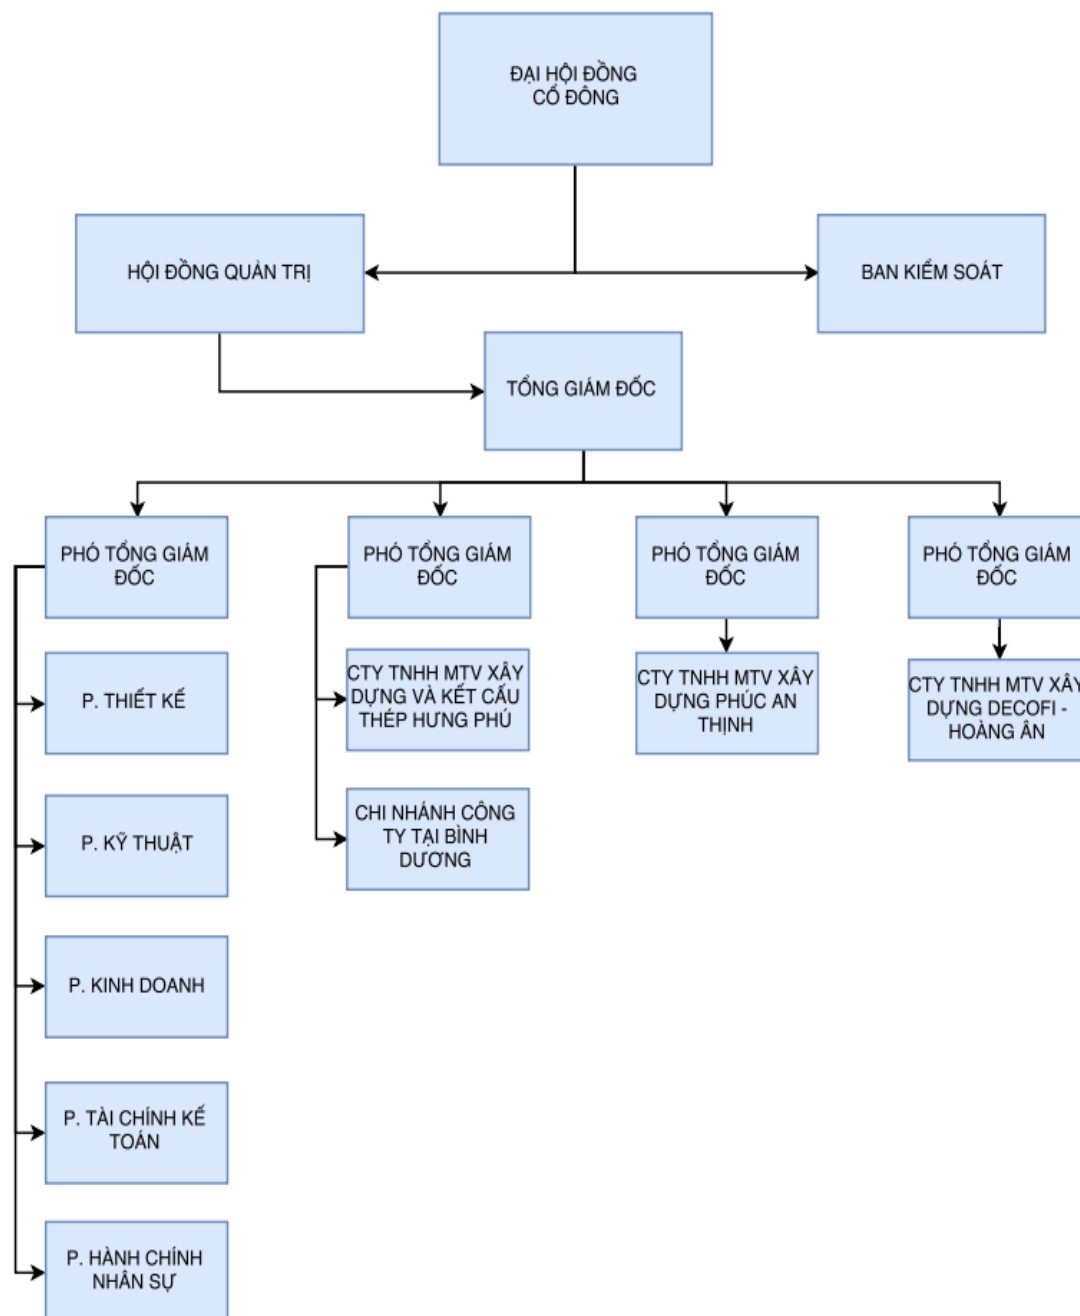 ĐẠI HỘI ĐỒNG
CỔ ĐÔNG
HỘI ĐỒNG QUẢN TRỊ
BAN KIỂM SOÁT
TỔNG GIÁM ĐỐC
PHÓ TỔNG GIÁM
ĐỐC
PHÓ TỔNG GIÁM
ĐỐC
PHÓ TỔNG GIÁM
ĐỐC
PHÓ TỔNG GIÁM
ĐỐC
P. THIẾT KẾ
CTY TNHH MTV XÂY
DỰNG VÀ KẾT CẤU
THÉP HƯNG PHÚ
CTY TNHH MTV XÂY
DỰNG PHÚC AN
THỊNH
CTY TNHH MTV XÂY
DỰNG DECOFI -
HOÀNG ÂN
P. KỸ THUẬT
CHI NHÁNH CÔNG
TY TẠI BÌNH
DƯƠNG
P. KINH DOANH
P. TÀI CHÍNH KẾ
TOÁN
P. HÀNH CHÍNH
NHÂN SỰ